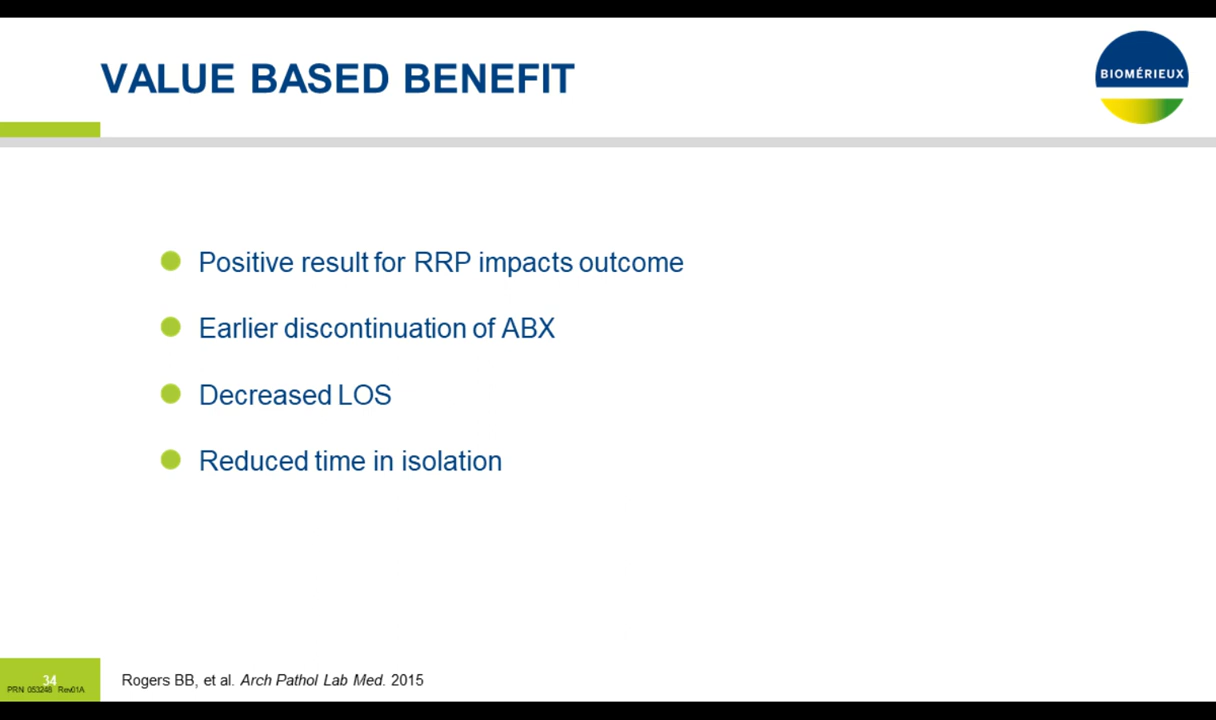 VALUE BASED BENEFIT
BIOMÉRIEUX
Positive result for RRP impacts outcome
Earlier discontinuation of ABX
Decreased LOS
Reduced time in isolation
34
PRN 053248 Rev01A
Rogers BB, et al. Arch Pathol Lab Med. 2015